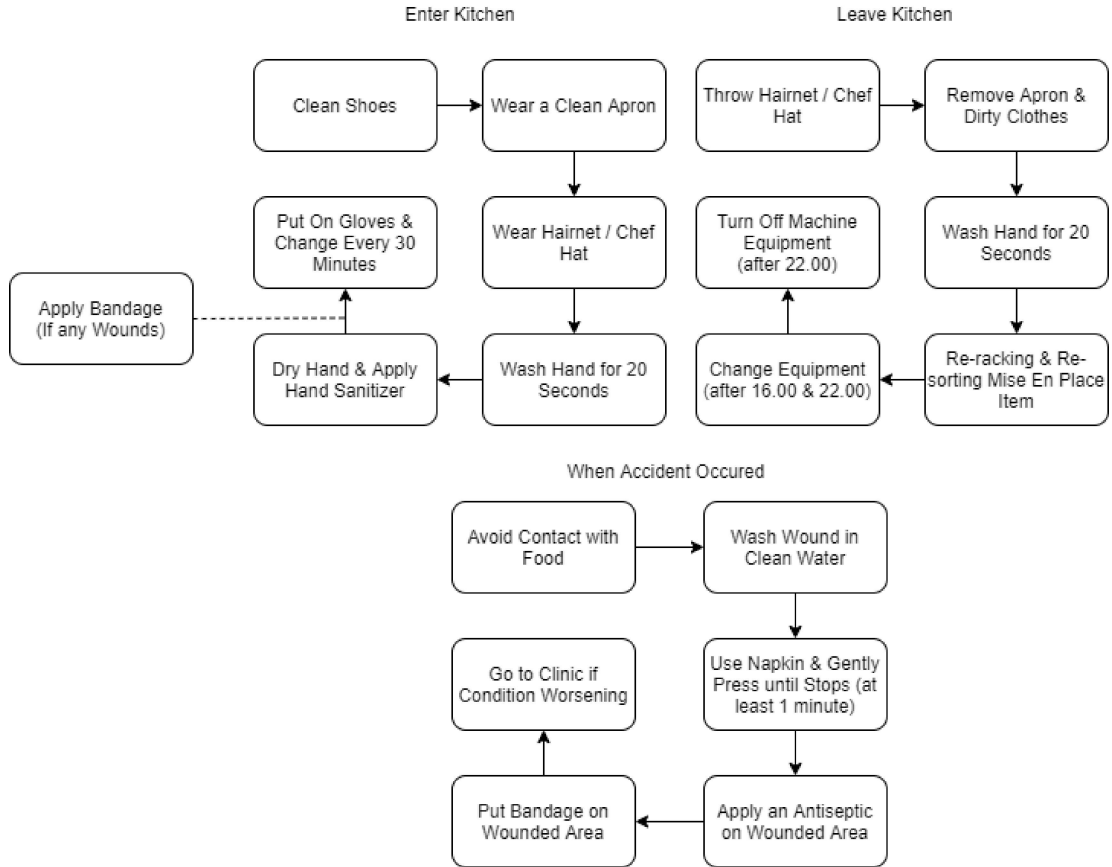 Enter Kitchen
Leave Kitchen
Clean Shoes
Wear a Clean Apron
Throw Hairnet / Chef
Hat
Remove Apron &
Dirty Clothes
Put On Gloves &
Change Every 30
Minutes
Wear Hairnet / Chef
Hat
Turn Off Machine
Equipment
(after 22.00)
Wash Hand for 20
Seconds
Apply Bandage
(If any Wounds)
Dry Hand & Apply
Hand Sanitizer
Wash Hand for 20
Seconds
Change Equipment
(after 16.00 & 22.00)
Re-racking & Re-
sorting Mise En Place
Item
When Accident Occured
Avoid Contact with
Food
Wash Wound in
Clean Water
Go to Clinic if
Condition Worsening
Use Napkin & Gently
Press until Stops (at
least 1 minute)
Put Bandage on
Wounded Area
Apply an Antiseptic
on Wounded Area